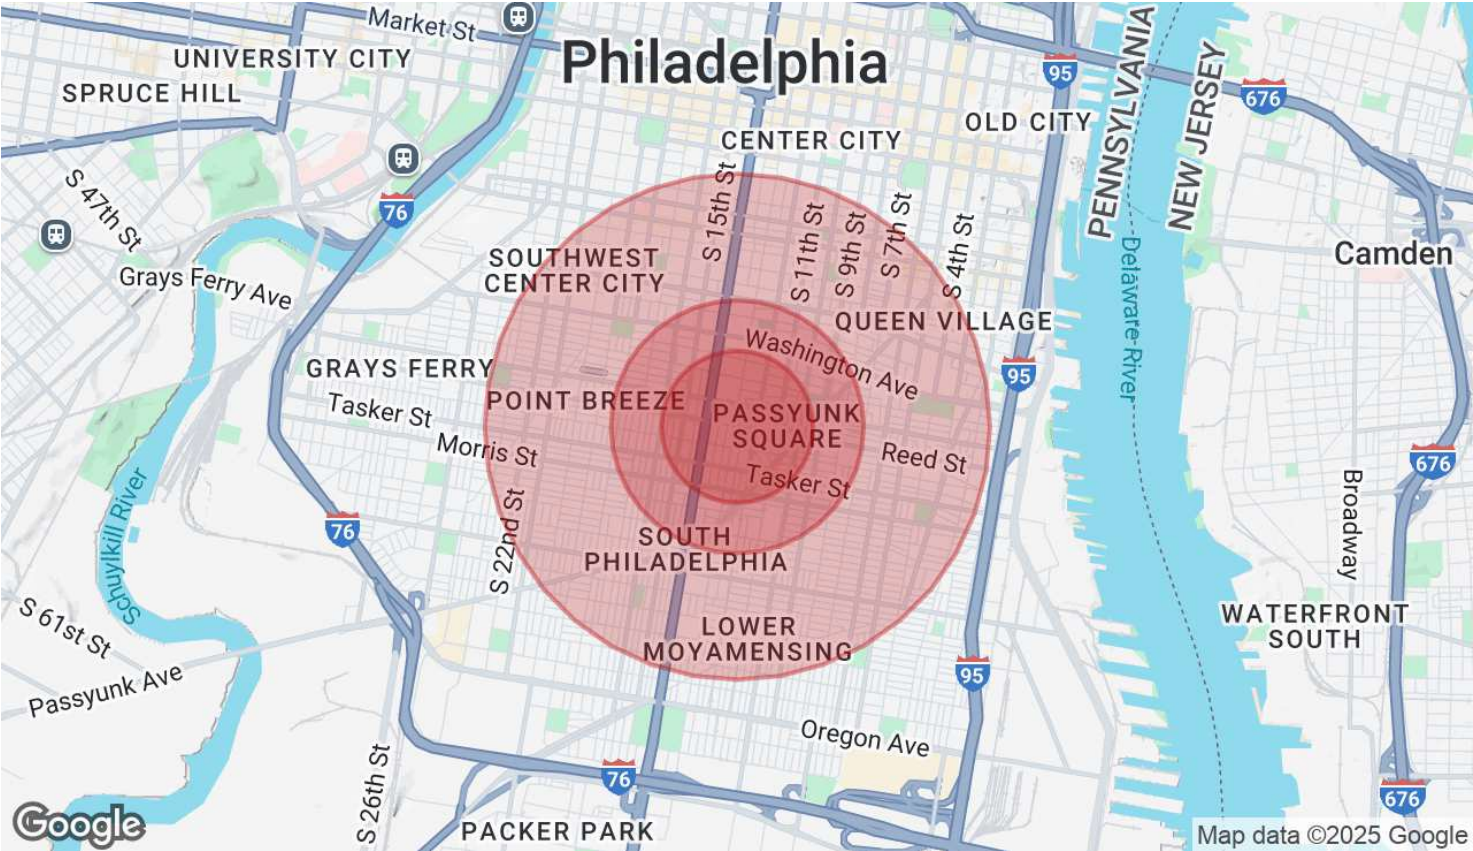 Market St
UNIVERSITY CITY
Philadelphia
SPRUCE HILL
95
PENNSYLVANIA
NEW JERSEY
676
OLD CITY
CENTER CITY
S 47th St
76
S 15th St
S 11th St
S 9th St
S 7th St
S 4th St
Delaware River
Camden
SOUTHWEST
CENTER CITY
Grays Ferry Ave
QUEEN VILLAGE
Washington Ave
GRAYS FERRY
95
POINT BREEZE
Tasker St
PASSYUNK
SQUARE
Morris St
Reed St
Tasker St
676
Broadway
Schuylkill River
76
S 22nd St
SOUTH
PHILADELPHIA
S 61st St
LOWER
MOYAMENSING
WATERFRONT
SOUTH
95
Passyunk Ave
Oregon Ave
S 26th St
76
676
Google
PACKER PARK
Map data ©2025 Google